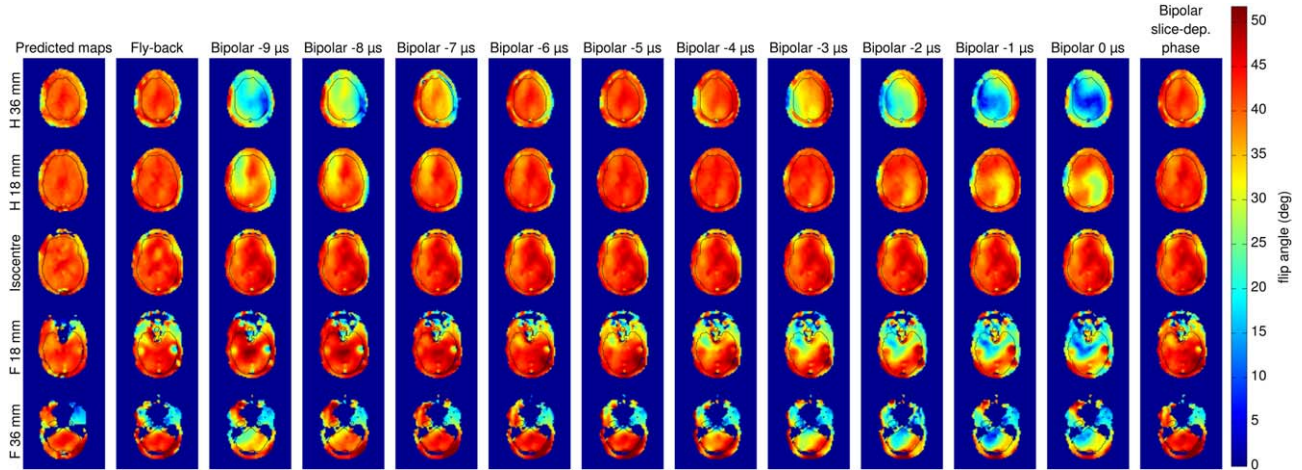 Predicted maps Fly-back Bipolar -9 μs Bipolar -8 μs Bipolar -7 μs Bipolar -6 μs Bipolar -5 μs Bipolar -4 μs Bipolar -3 μs Bipolar -2 μs Bipolar -1 μs Bipolar 0 μs
Bipolar
slice-dep.
phase
H 36 mm
H 18 mm
Isocentre
F 18 mm
F 36 mm
50
45
40
35
30
25
20
15
10
5
0
flip angle (deg)